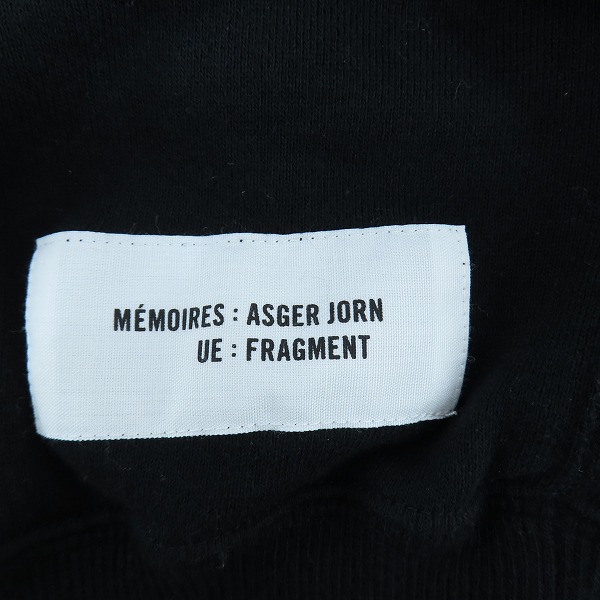 MÉMOIRES : ASGER JORN
UE : FRAGMENT